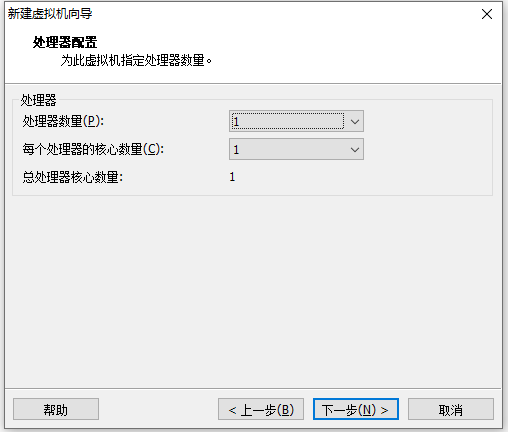 新建虚拟机向导
处理器配置
为此虚拟机指定处理器数量。
处理器
处理器数量(P): 1
每个处理器的核心数量(C): 1
总处理器核心数量: 1
帮助 < 上一步(B) 下一步(N) > 取消